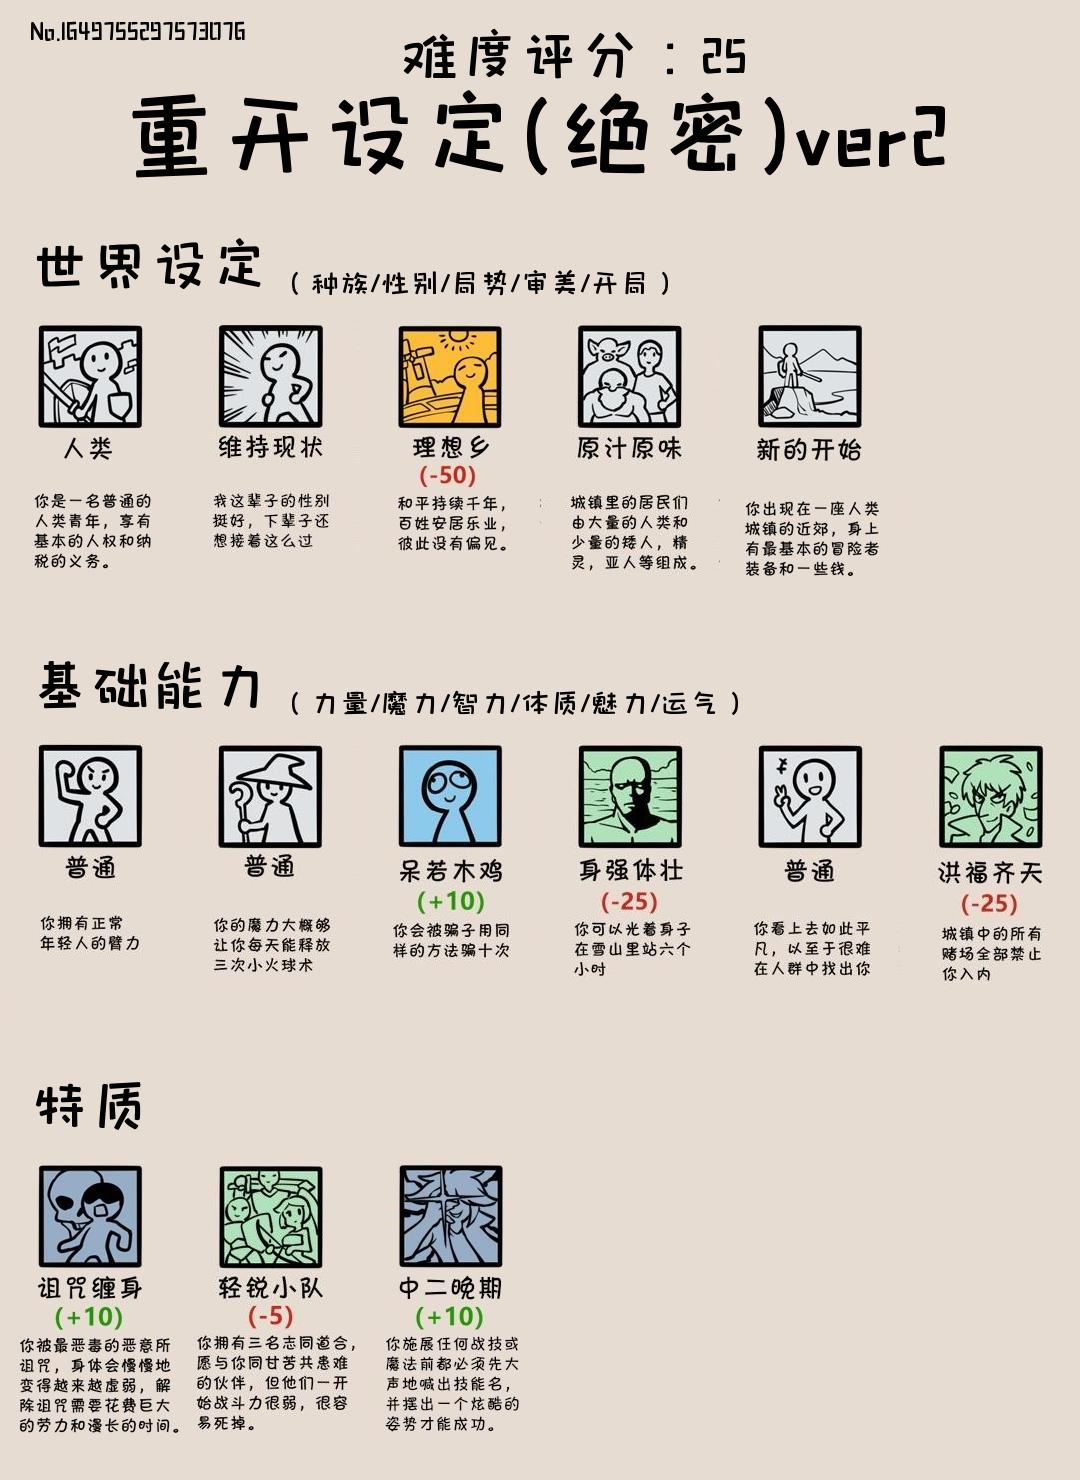 No.1649755297573076
难度评分：25
重开设定(绝密)ver2
世界设定（种族/性别/局势/审美/开局）
人类
你是一名普通的
人类青年，享有
基本的人权和纳
税的义务。
维持现状
我这辈子的性别
挺好，下辈子还
想接着这么过
理想乡
(-50)
和平持续千年，
百姓安居乐业，
彼此没有偏见。
原汁原味
城镇里的居民们
由大量的人类和
少量的矮人，精
灵，亚人等组成。
新的开始
你出现在一座人类
城镇的近郊，身上
有最基本的冒险者
装备和一些钱。
基础能力（力量/魔力/智力/体质/魅力/运气）
普通
你拥有正常
年轻人的臂力
普通
你的魔力大概够
让你每天能释放
三次小火球术
呆若木鸡
(+10)
你会被骗子用同
样的方法骗十次
身强体壮
(-25)
你可以光着身子
在雪山里站六个
小时
普通
你看上去如此平
凡，以至于很难
在人群中找出你
洪福齐天
(-25)
城镇中的所有
赌场全部禁止
你入内
特质
诅咒缠身
(+10)
你被最恶毒的恶意所
诅咒，身体会慢慢地
变得越来越虚弱，解
除诅咒需要花费巨大
的劳力和漫长的时间。
轻锐小队
(-5)
你拥有三名志同道合，
愿与你同甘苦共患难
的伙伴，但他们一开
始战斗力很弱，很容
易死掉。
中二晚期
(+10)
你施展任何战技或
魔法前都必须先大
声地喊出技能名，
并摆出一个炫酷的
姿势才能成功。